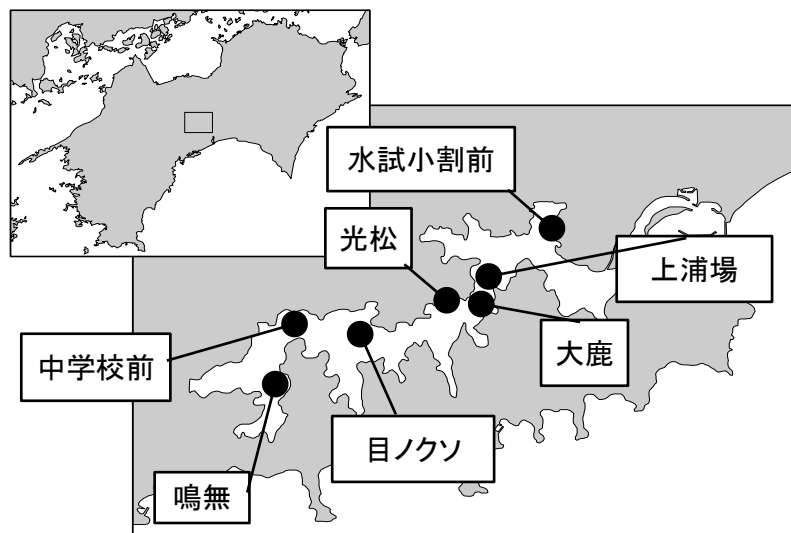 水試小割前
光松
上浦場
大鹿
中学校前
目ノクソ
鳴無